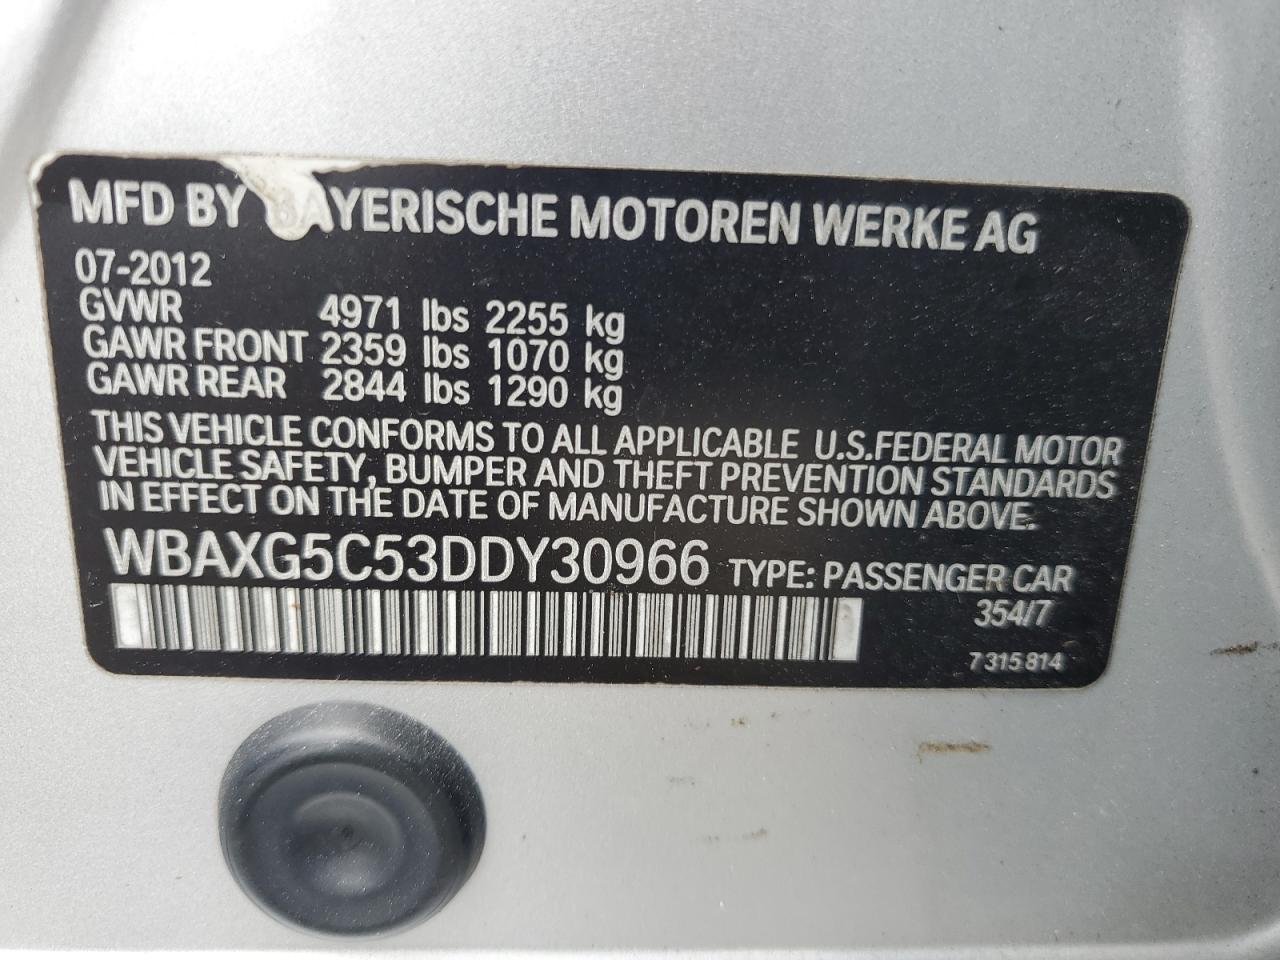 MFD BY BAYERISCHE MOTOREN WERKE AG
07-2012
GVWR 4971 lbs 2255 kg
GAWR FRONT 2359 lbs 1070 kg
GAWR REAR 2844 lbs 1290 kg
THIS VEHICLE CONFORMS TO ALL APPLICABLE U.S.FEDERAL MOTOR
VEHICLE SAFETY, BUMPER AND THEFT PREVENTION STANDARDS
IN EFFECT ON THE DATE OF MANUFACTURE SHOWN ABOVE.
WBAXG5C53DDY30966 TYPE: PASSENGER CAR
354/7
7 315 814